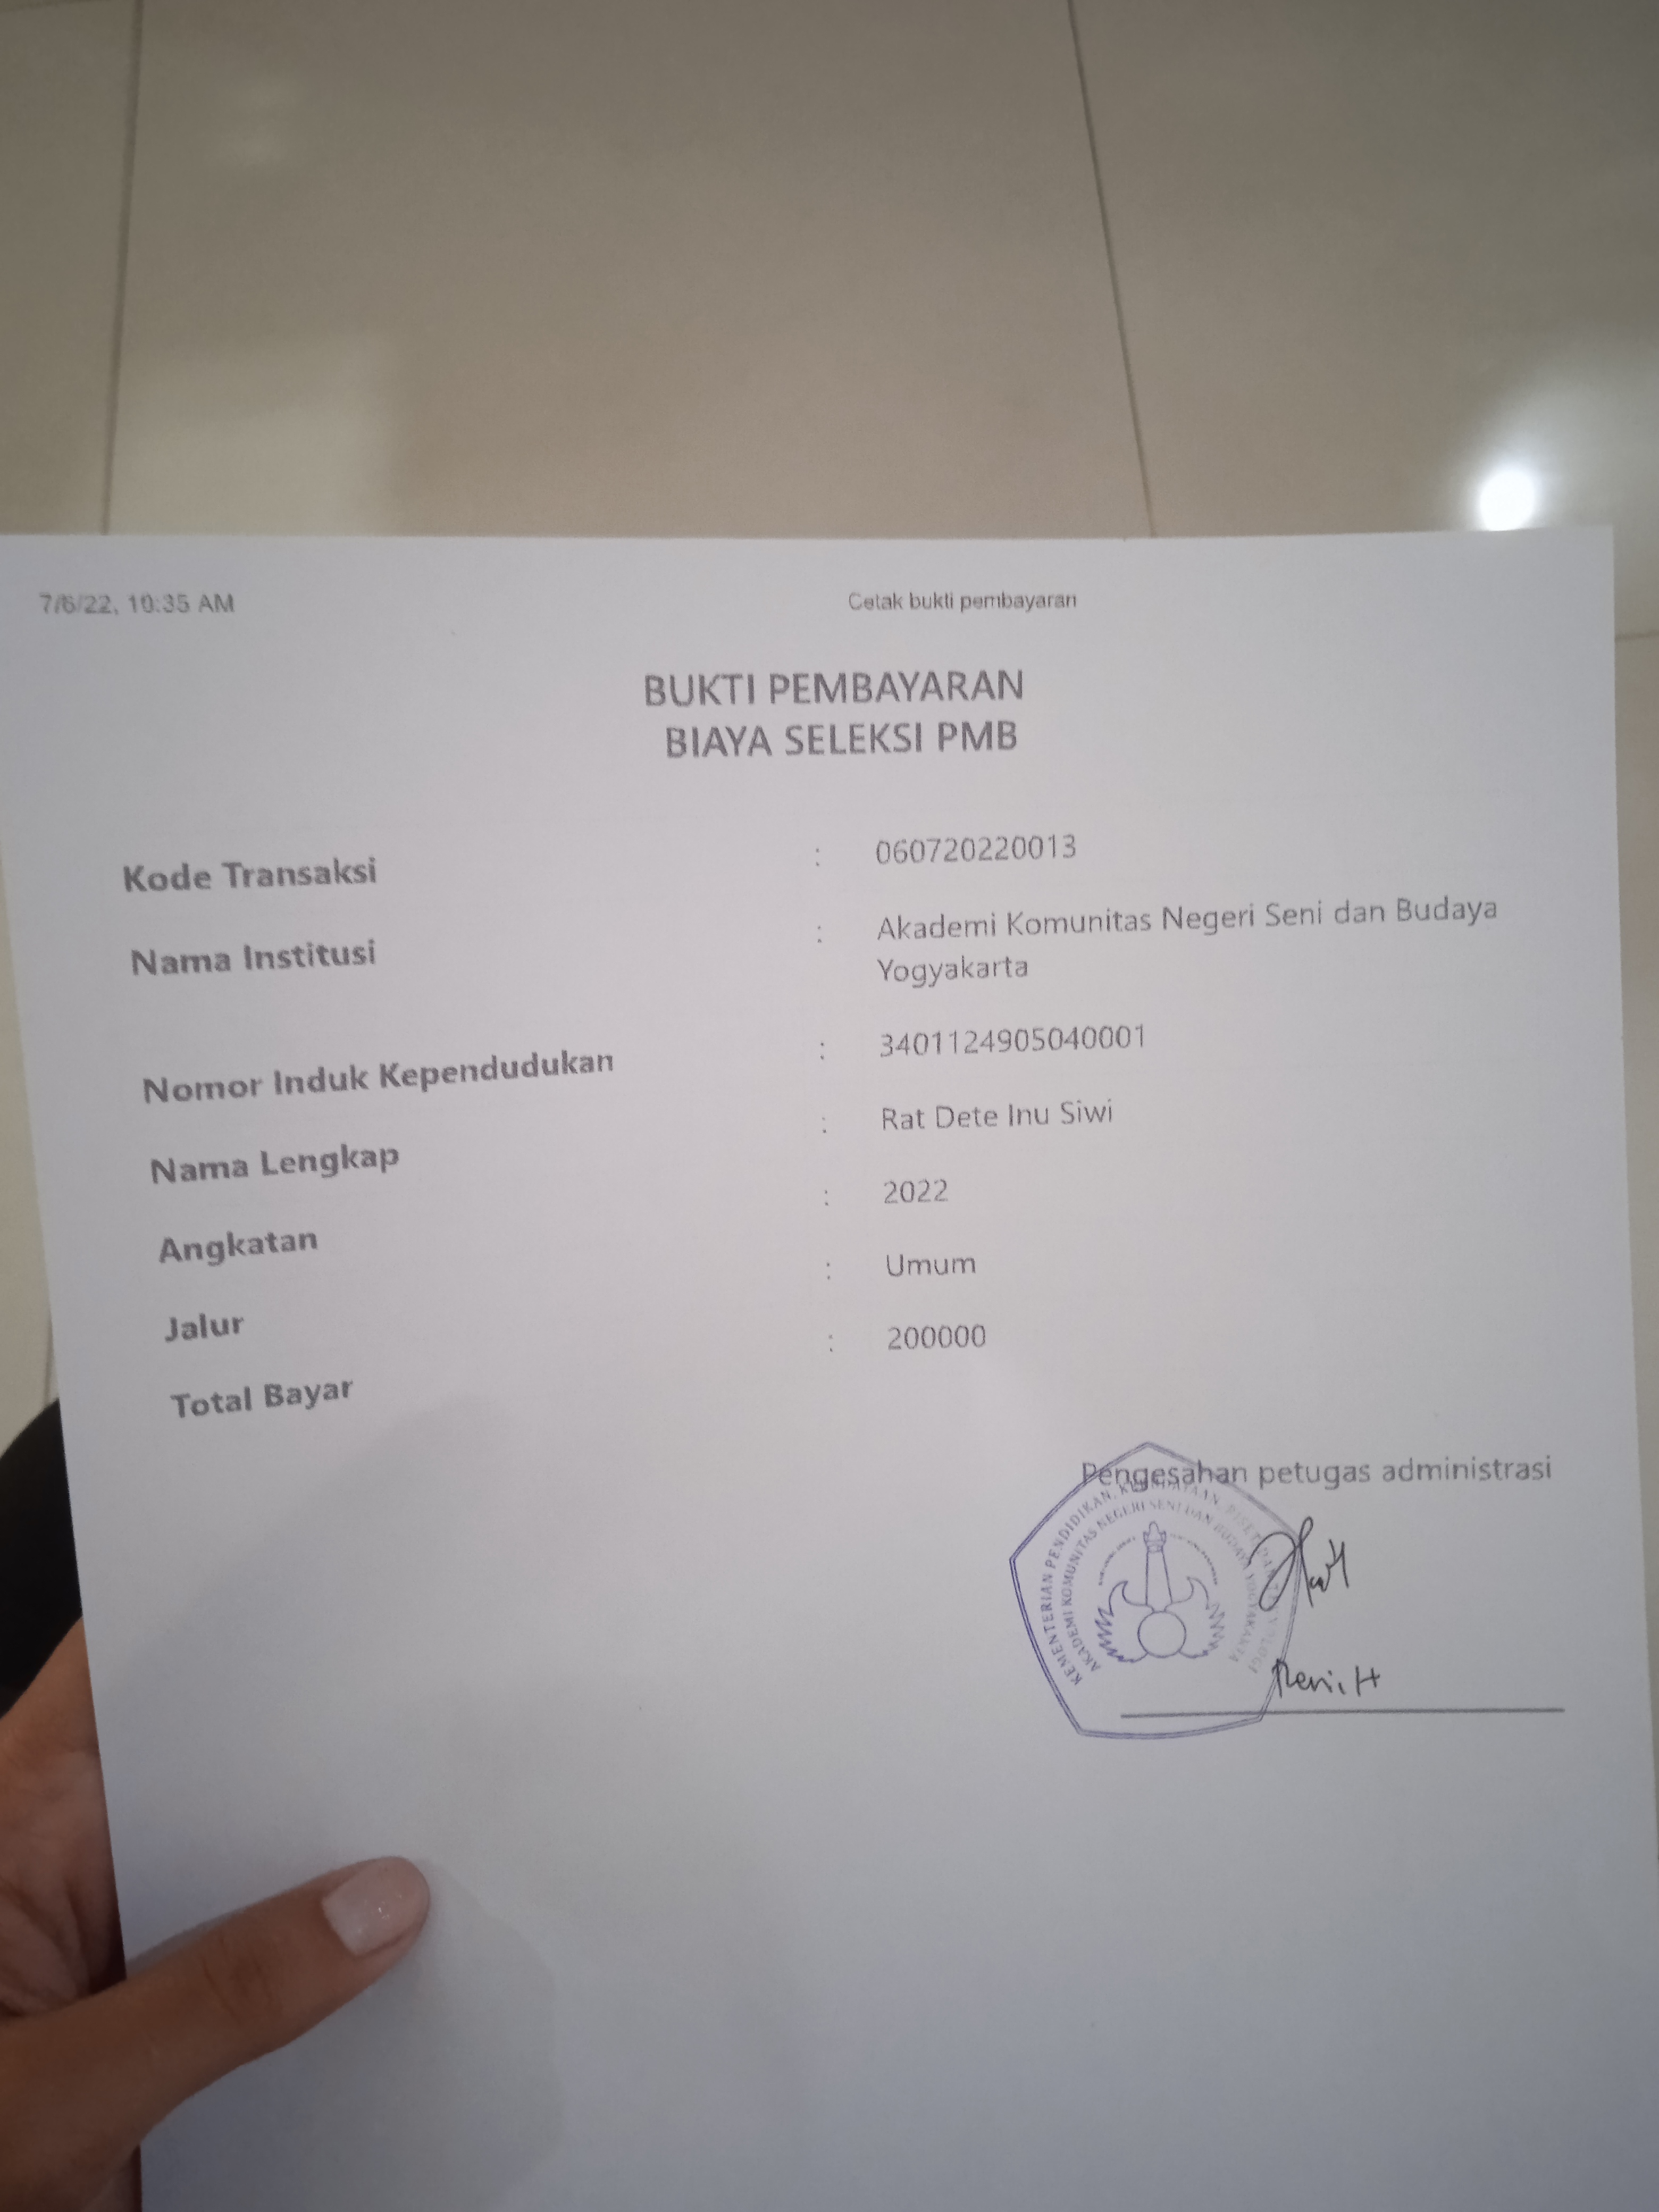 7/6/22, 10:35 AM
Cetak bukti pembayaran
BUKTI PEMBAYARAN
BIAYA SELEKSI PMB
Kode Transaksi : 060720220013
Nama Institusi : Akademi Komunitas Negeri Seni dan Budaya
Yogyakarta
Nomor Induk Kependudukan : 3401124905040001
Nama Lengkap : Rat Dete Inu Siwi
Angkatan : 2022
Jalur : Umum
Total Bayar : 200000
Pengesahan petugas administrasi
KEMENTERIAN PENDIDIKAN, KEBUDAYAAN, RISET, DAN TEKNOLOGI
AKADEMI KOMUNITAS NEGERI SENI DAN BUDAYA YOGYAKARTA